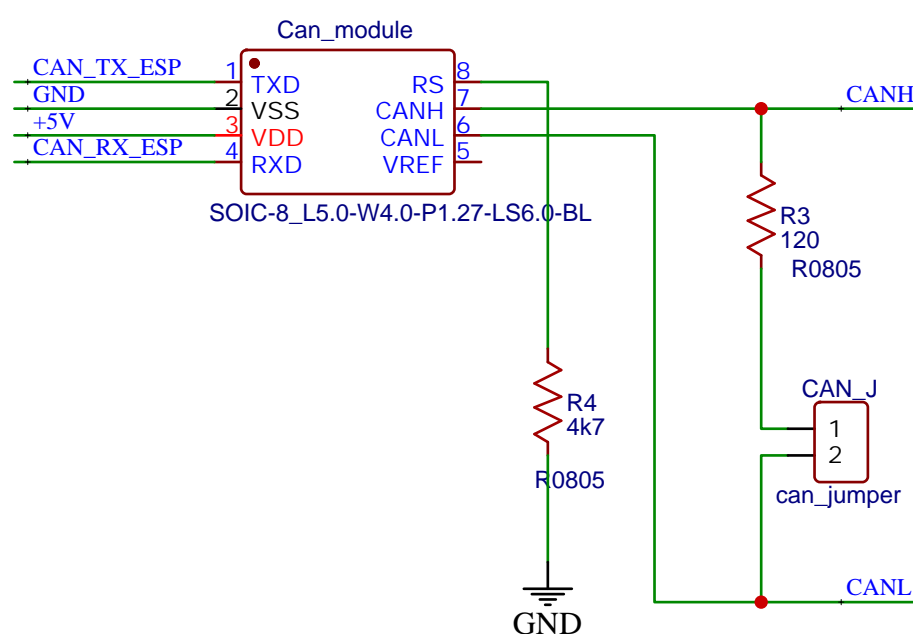 Can_module
CAN_TX_ESP
GND
+5V
CAN_RX_ESP
1
2
3
4
TXD
VSS
VDD
RXD
RS
CANH
CANL
VREF
8
7
6
5
SOIC-8_L5.0-W4.0-P1.27-LS6.0-BL
CANH
R3
120
R0805
R4
4k7
R0805
GND
CAN_J
1
2
can_jumper
CANL